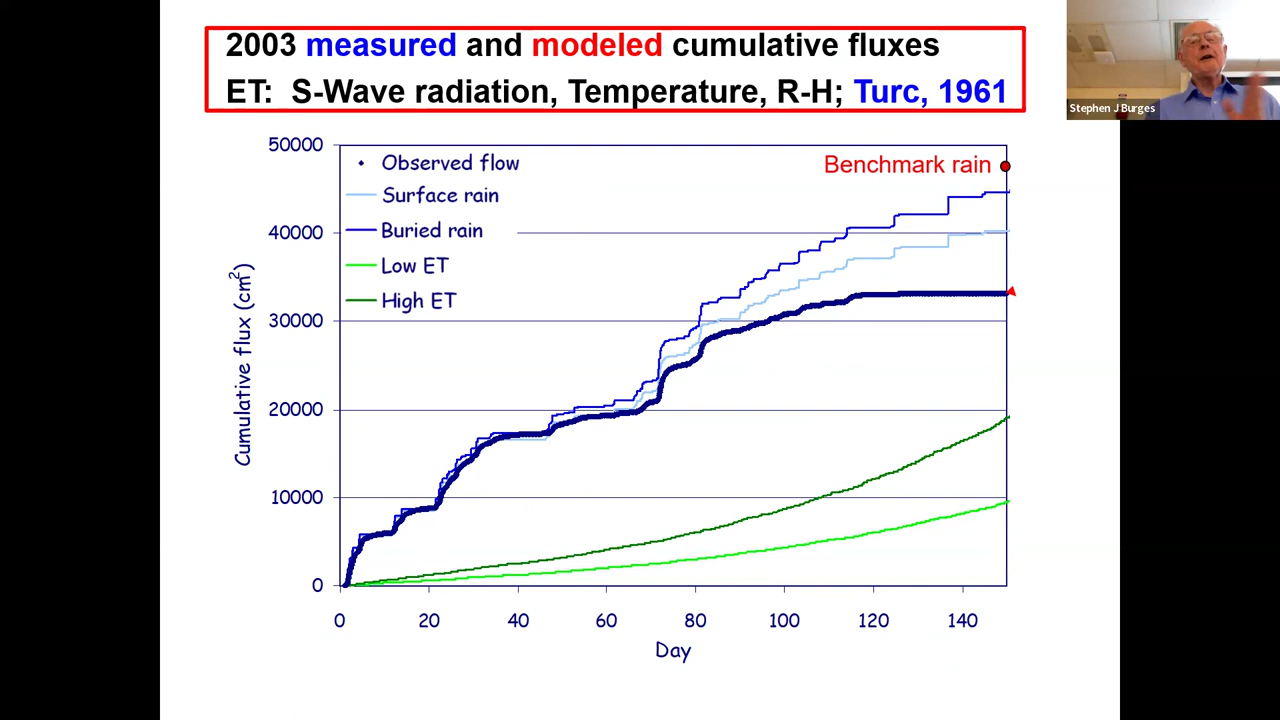 2003 measured and modeled cumulative fluxes
ET: S-Wave radiation, Temperature, R-H; Turc, 1961
Stephen J Burges
50000
Benchmark rain
Observed flow
Surface rain
Buried rain
40000
Low ET
High ET
30000
20000
10000
0
Cumulative flux (cm²)
0 20 40 60 80 100 120 140
Day